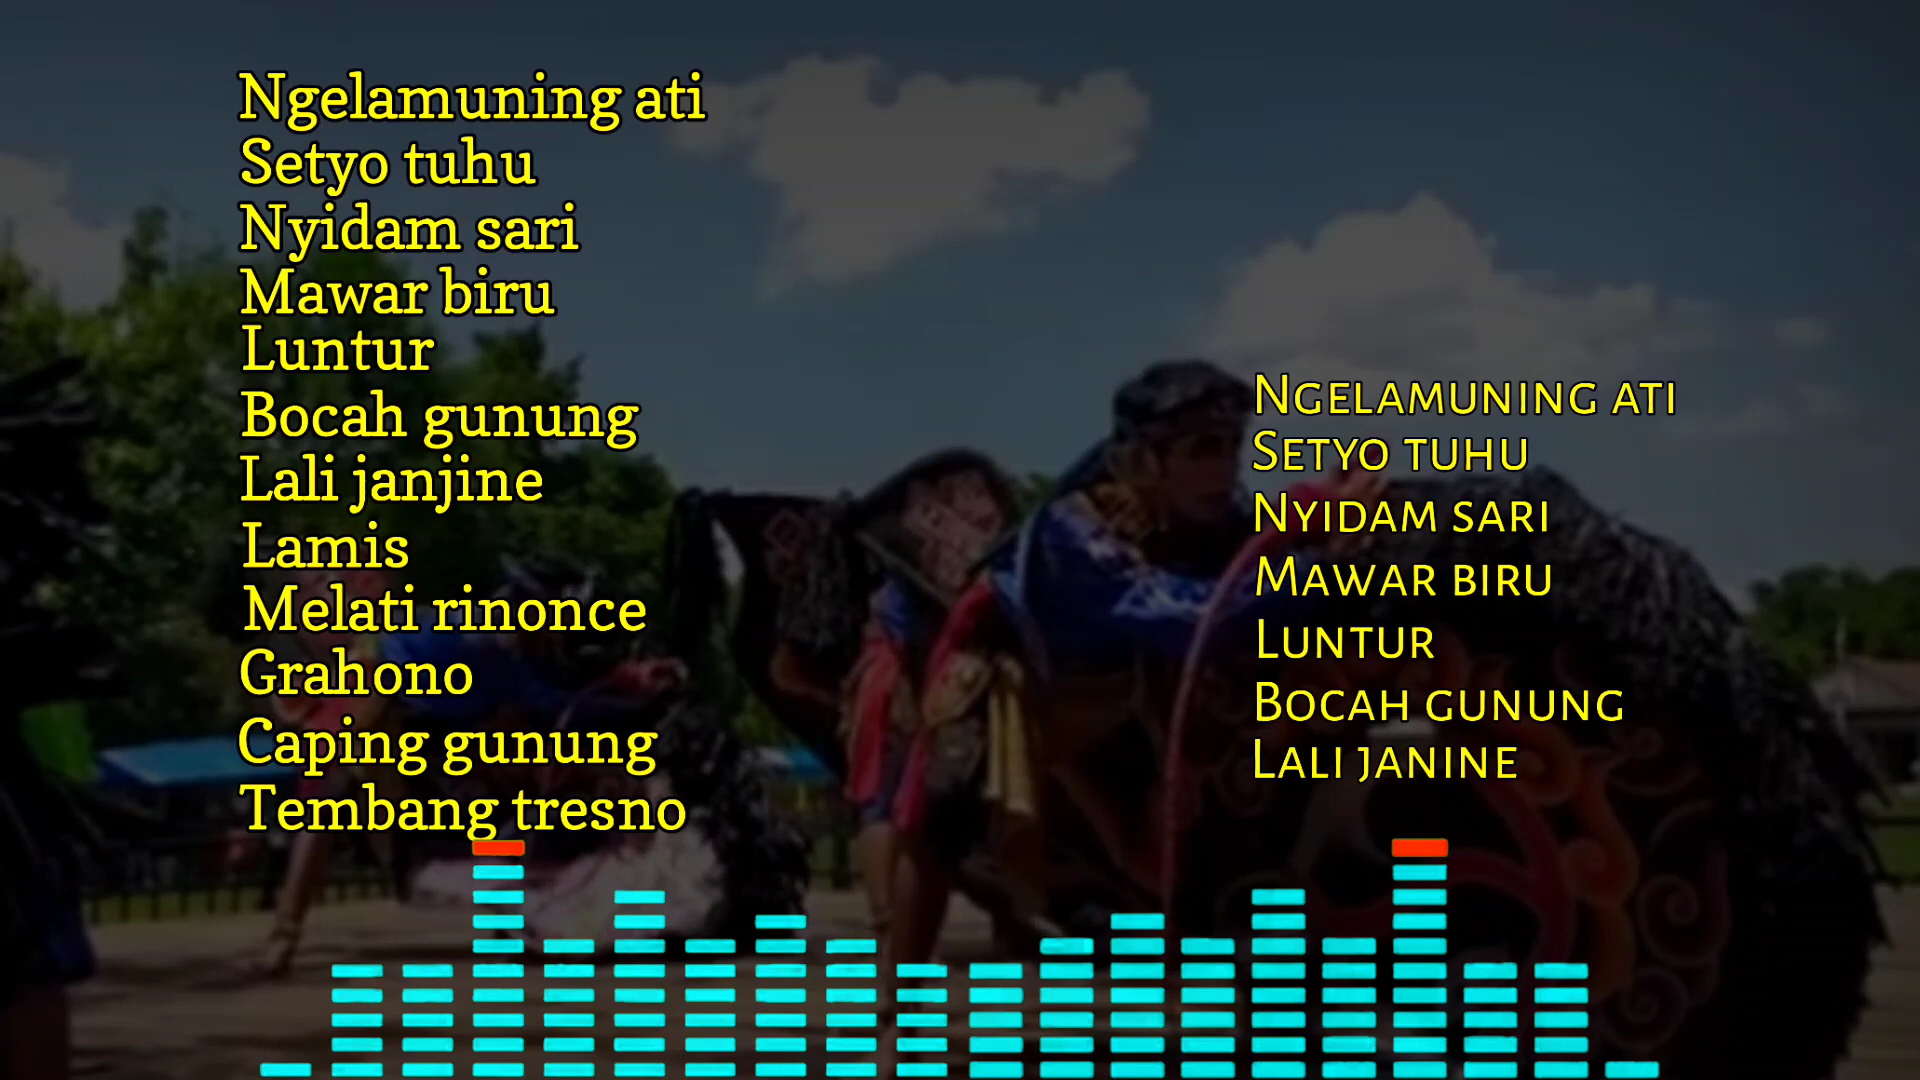 Ngelamuning ati
Setyo tuhu
Nyidam sari
Mawar biru
Luntur
Bocah gunung
Lali janjine
Lamis
Melati rinonce
Grahono
Caping gunung
Tembang tresno
Ngelamuning ati
Setyo tuhu
Nyidam sari
Mawar biru
Luntur
Bocah gunung
Lali janine